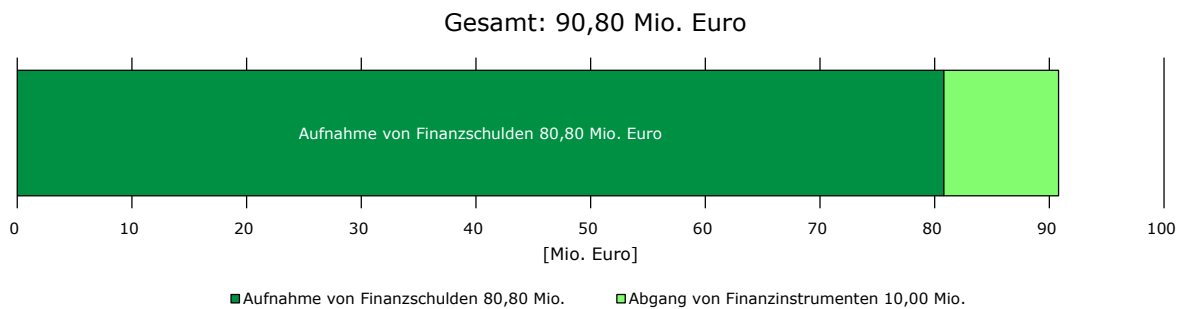 Gesamt: 90,80 Mio. Euro
Aufnahme von Finanzschulden 80,80 Mio. Euro
0 10 20 30 40 50 60 70 80 90 100
[Mio. Euro]
Aufnahme von Finanzschulden 80,80 Mio. Abgang von Finanzinstrumenten 10,00 Mio.